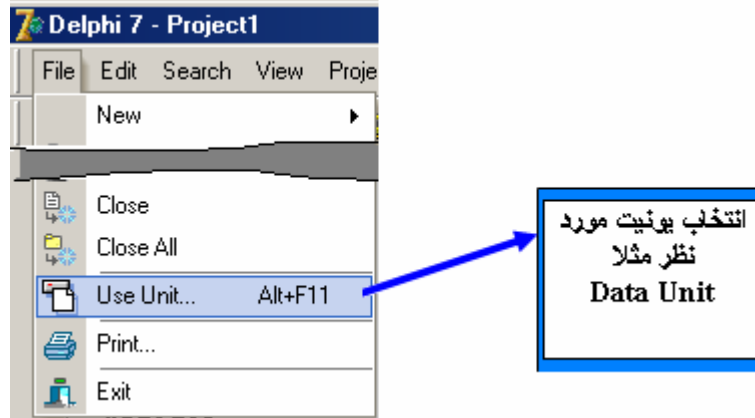 Delphi 7 - Project1
File Edit Search View Proje
New
Close
Close All
Use Unit... Alt+F11
Print...
Exit
انتخاب يونيت مورد
نظر مثلا
Data Unit